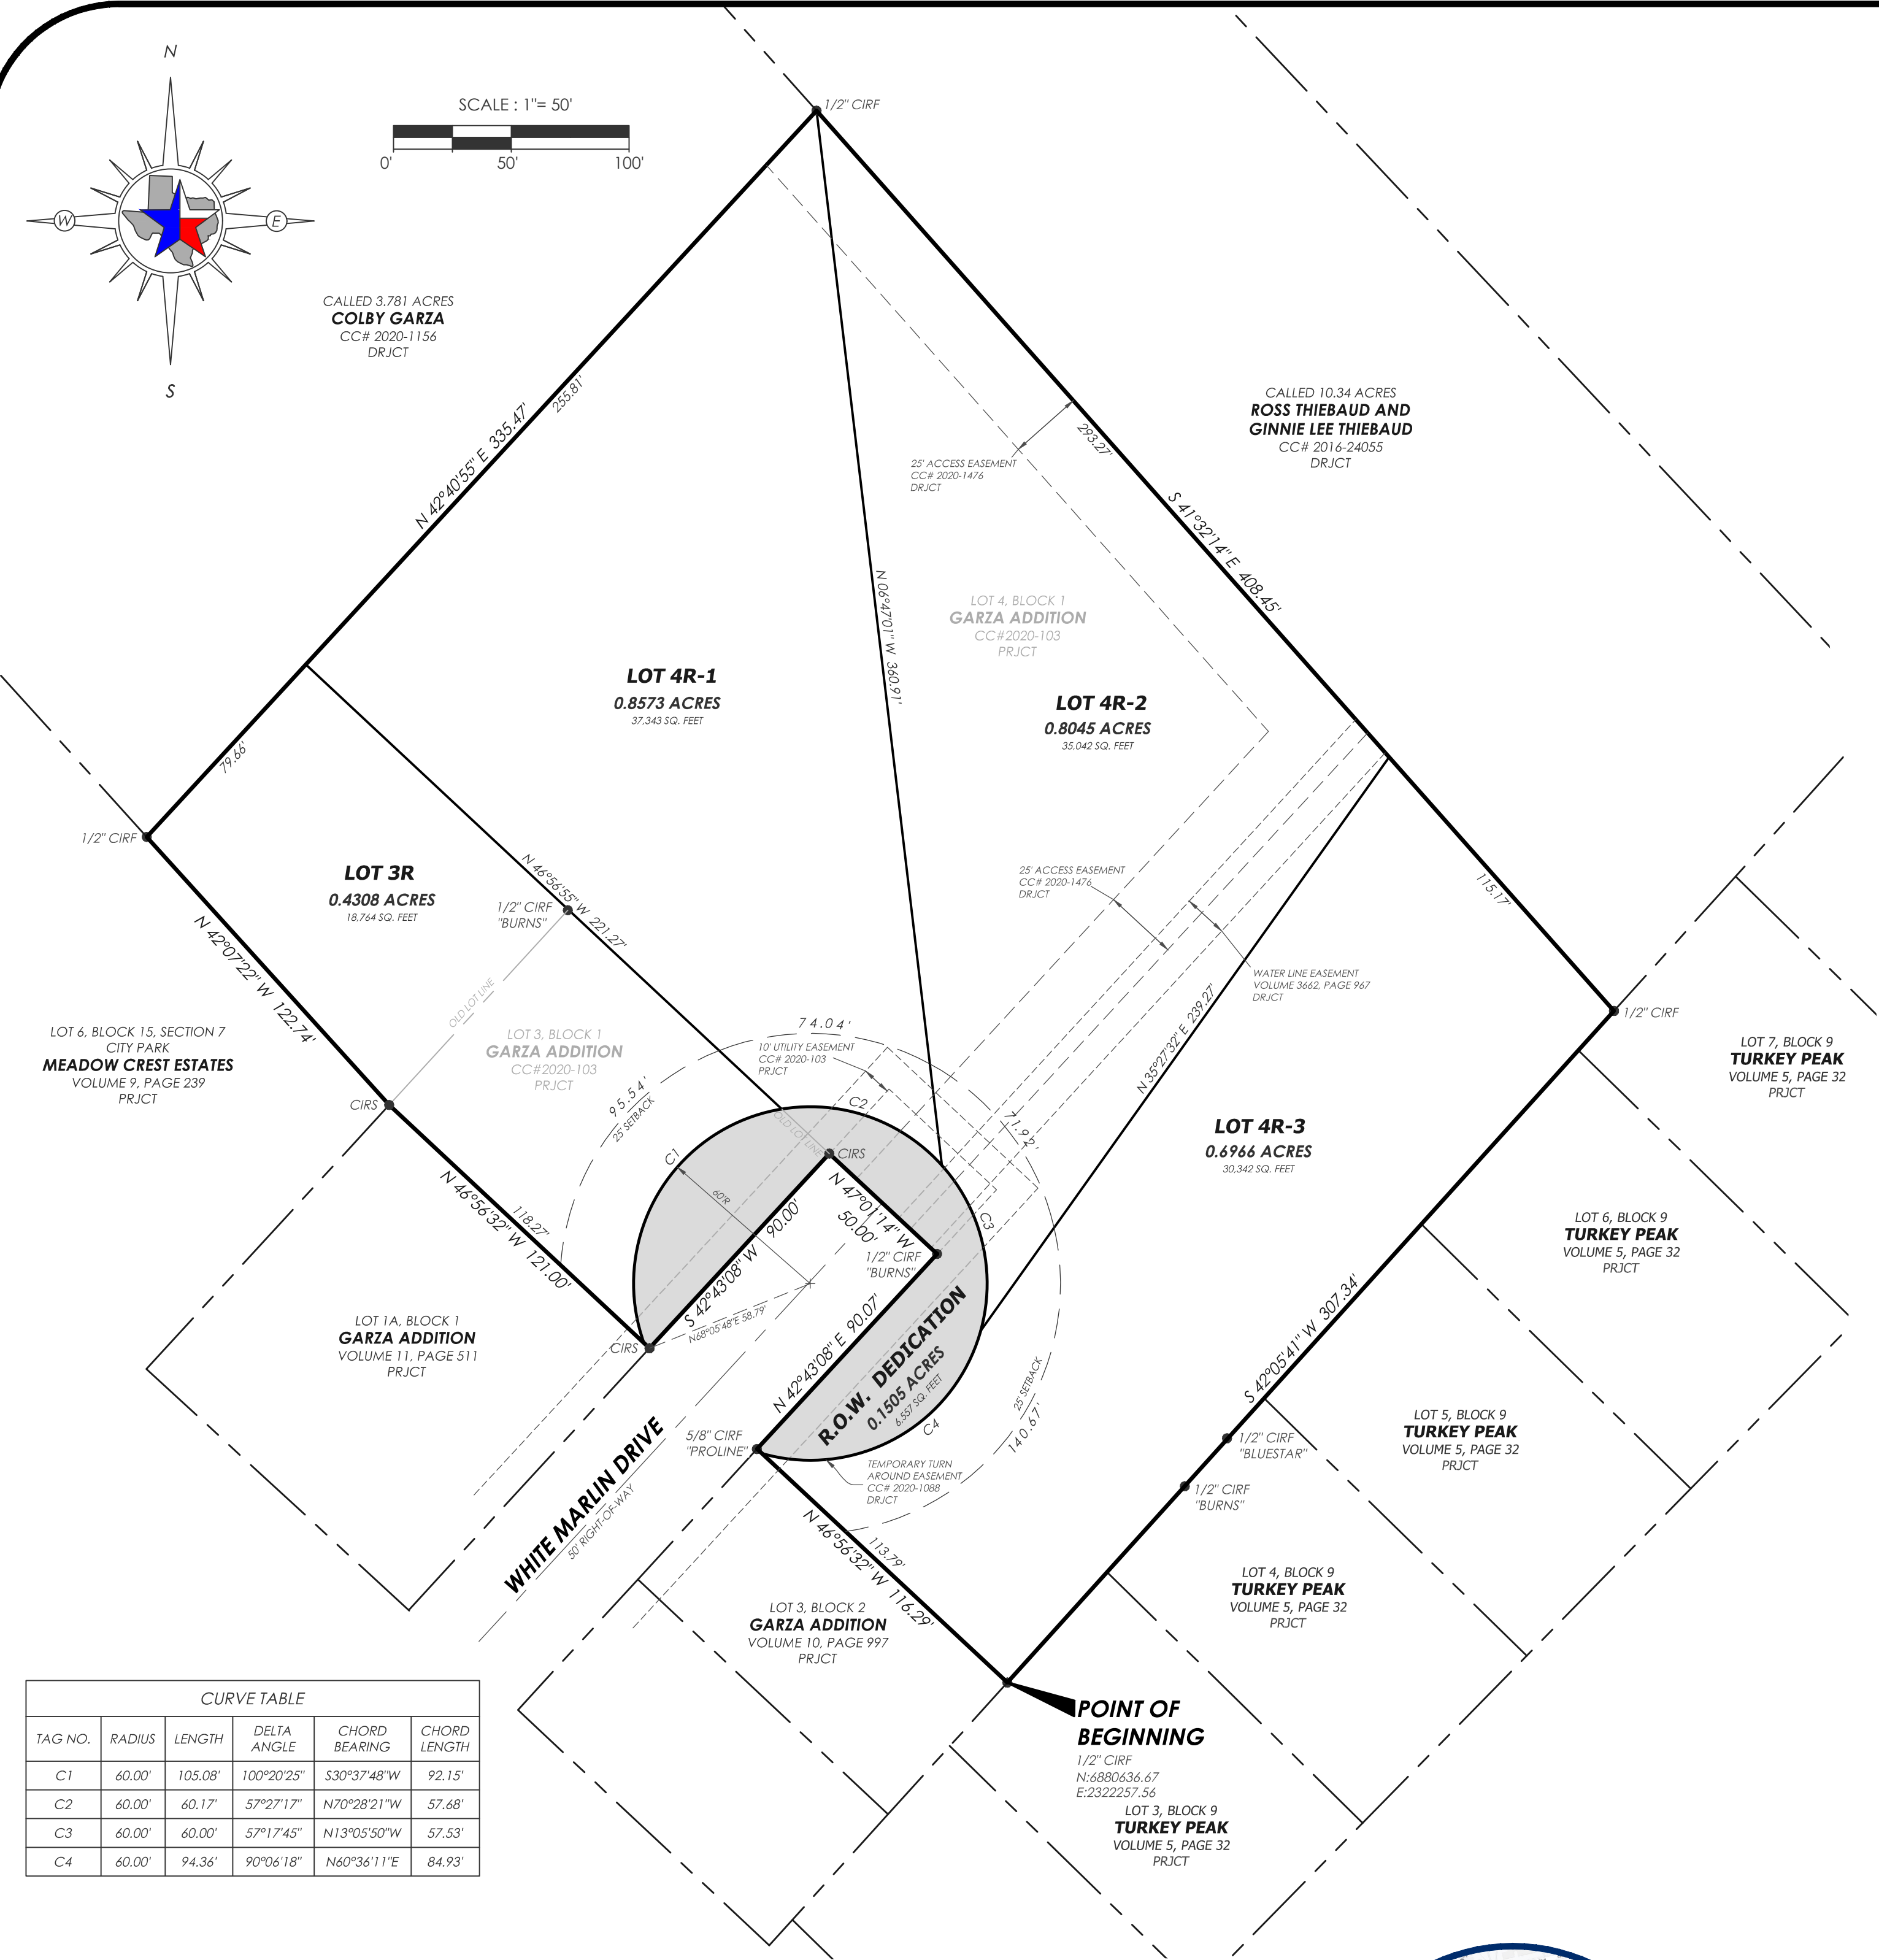 N
W
E
S
SCALE : 1"= 50'
0'
50'
100'
1/2" CIRF
CALLED 3.781 ACRES
COLBY GARZA
CC# 2020-1156
DRJCT
N 42°40'55" E 335.47'
255.81'
79.66'
CALLED 10.34 ACRES
ROSS THIEBAUD AND
GINNIE LEE THIEBAUD
CC# 2016-24055
DRJCT
25' ACCESS EASEMENT
CC# 2020-1476
DRJCT
293.27'
S 41°32'14" E 408.45'
115.17'
N 06°47'01" W 360.91'
LOT 4, BLOCK 1
GARZA ADDITION
CC#2020-103
PRJCT
LOT 4R-1
0.8573 ACRES
37,343 SQ. FEET
LOT 4R-2
0.8045 ACRES
35,042 SQ. FEET
1/2" CIRF
LOT 3R
0.4308 ACRES
18,764 SQ. FEET
N 46°56'55" W 221.27'
1/2" CIRF
"BURNS"
25' ACCESS EASEMENT
CC# 2020-1476
DRJCT
WATER LINE EASEMENT
VOLUME 3662, PAGE 967
DRJCT
N 42°07'22" W 122.74'
OLD LOT LINE
LOT 3, BLOCK 1
GARZA ADDITION
CC#2020-103
PRJCT
LOT 6, BLOCK 15, SECTION 7
CITY PARK
MEADOW CREST ESTATES
VOLUME 9, PAGE 239
PRJCT
CIRS
74.04'
10' UTILITY EASEMENT
CC# 2020-103
PRJCT
95.54'
25' SETBACK
71.92'
N 35°27'32" E 239.27'
1/2" CIRF
LOT 7, BLOCK 9
TURKEY PEAK
VOLUME 5, PAGE 32
PRJCT
LOT 4R-3
0.6966 ACRES
30,342 SQ. FEET
C1
C2
C3
C4
OLD LOT LINE
CIRS
60'R
N 47°01'14" W
50.00'
S 42°43'08" W 90.00'
1/2" CIRF
"BURNS"
N 42°43'08" E 90.07'
N68°05'48"E 58.79'
N 46°56'32" W 121.00'
118.27'
CIRS
LOT 6, BLOCK 9
TURKEY PEAK
VOLUME 5, PAGE 32
PRJCT
LOT 1A, BLOCK 1
GARZA ADDITION
VOLUME 11, PAGE 511
PRJCT
R.O.W. DEDICATION
0.1505 ACRES
6,557 SQ. FEET
25' SETBACK
140.67'
S 42°05'41" W 307.34'
5/8" CIRF
"PROLINE"
TEMPORARY TURN
AROUND EASEMENT
CC# 2020-1088
DRJCT
WHITE MARLIN DRIVE
50' RIGHT-OF-WAY
N 46°56'32" W 116.29'
113.79'
1/2" CIRF
"BLUESTAR"
1/2" CIRF
"BURNS"
LOT 5, BLOCK 9
TURKEY PEAK
VOLUME 5, PAGE 32
PRJCT
LOT 4, BLOCK 9
TURKEY PEAK
VOLUME 5, PAGE 32
PRJCT
LOT 3, BLOCK 2
GARZA ADDITION
VOLUME 10, PAGE 997
PRJCT
POINT OF
BEGINNING
1/2" CIRF
N:6880636.67
E:2322257.56
LOT 3, BLOCK 9
TURKEY PEAK
VOLUME 5, PAGE 32
PRJCT
CURVE TABLE
TAG NO. RADIUS LENGTH DELTA ANGLE CHORD BEARING CHORD LENGTH
C1 60.00' 105.08' 100°20'25" S30°37'48"W 92.15'
C2 60.00' 60.17' 57°27'17" N70°28'21"W 57.68'
C3 60.00' 60.00' 57°17'45" N13°05'50"W 57.53'
C4 60.00' 94.36' 90°06'18" N60°36'11"E 84.93'